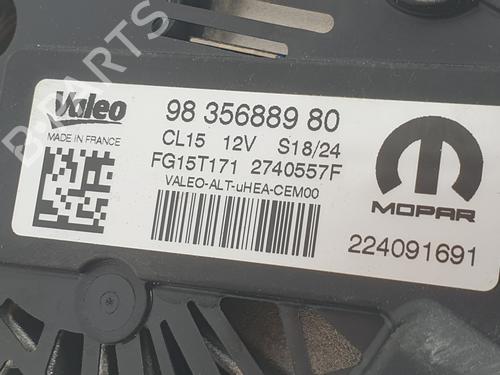 Valeo
MADE IN FRANCE
98 356889 80
CL15 12V S18/24
FG15T171 2740557F
VALEO-ALT-uHEA-CEM00
MOPAR
224091691
B-PARTS